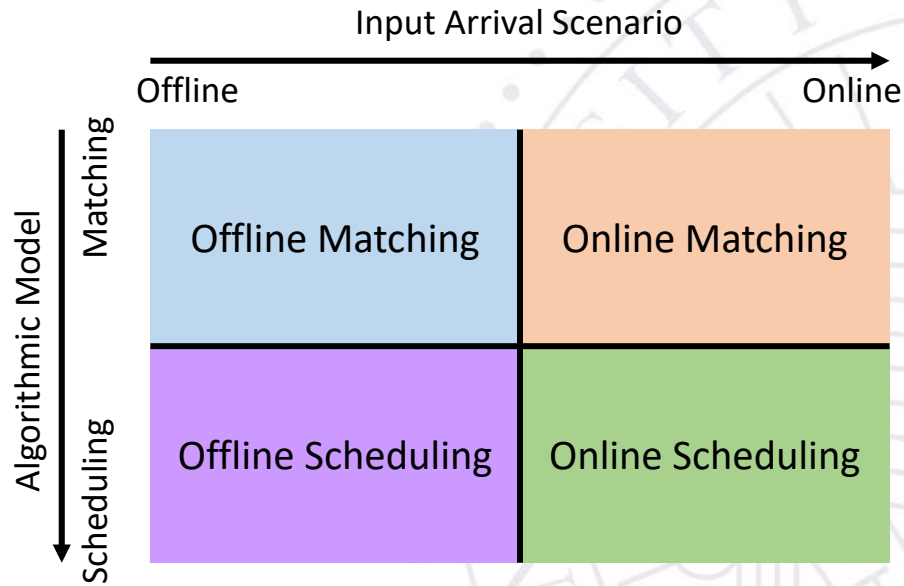 Input Arrival Scenario
Offline
Online
Algorithmic Model
Matching
Scheduling
Offline Matching
Online Matching
Offline Scheduling
Online Scheduling